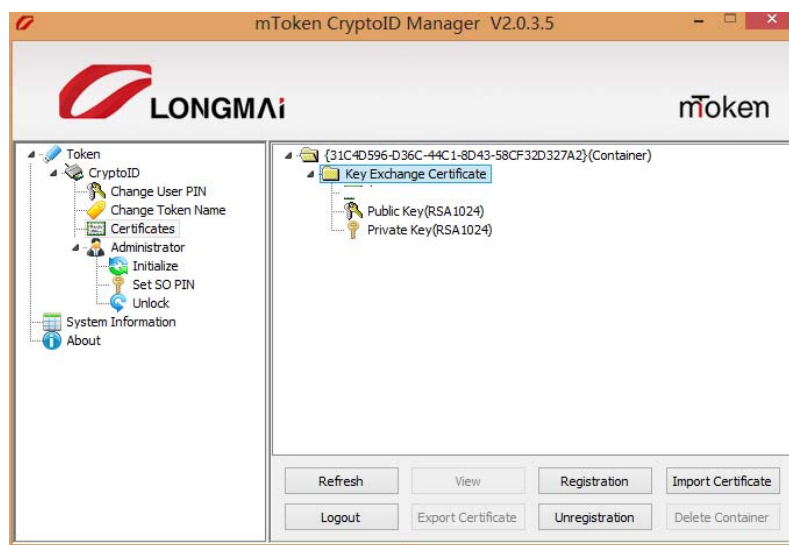 mToken CryptoID Manager V2.0.3.5
LONGMAi
mToken
Token
CryptoID
Change User PIN
Change Token Name
Certificates
Administrator
Initialize
Set SO PIN
Unlock
System Information
About
{31C4D596-D36C-44C1-8D43-58CF32D327A2}(Container)
Key Exchange Certificate
Public Key(RSA1024)
Private Key(RSA1024)
Refresh
View
Registration
Import Certificate
Logout
Export Certificate
Unregistration
Delete Container